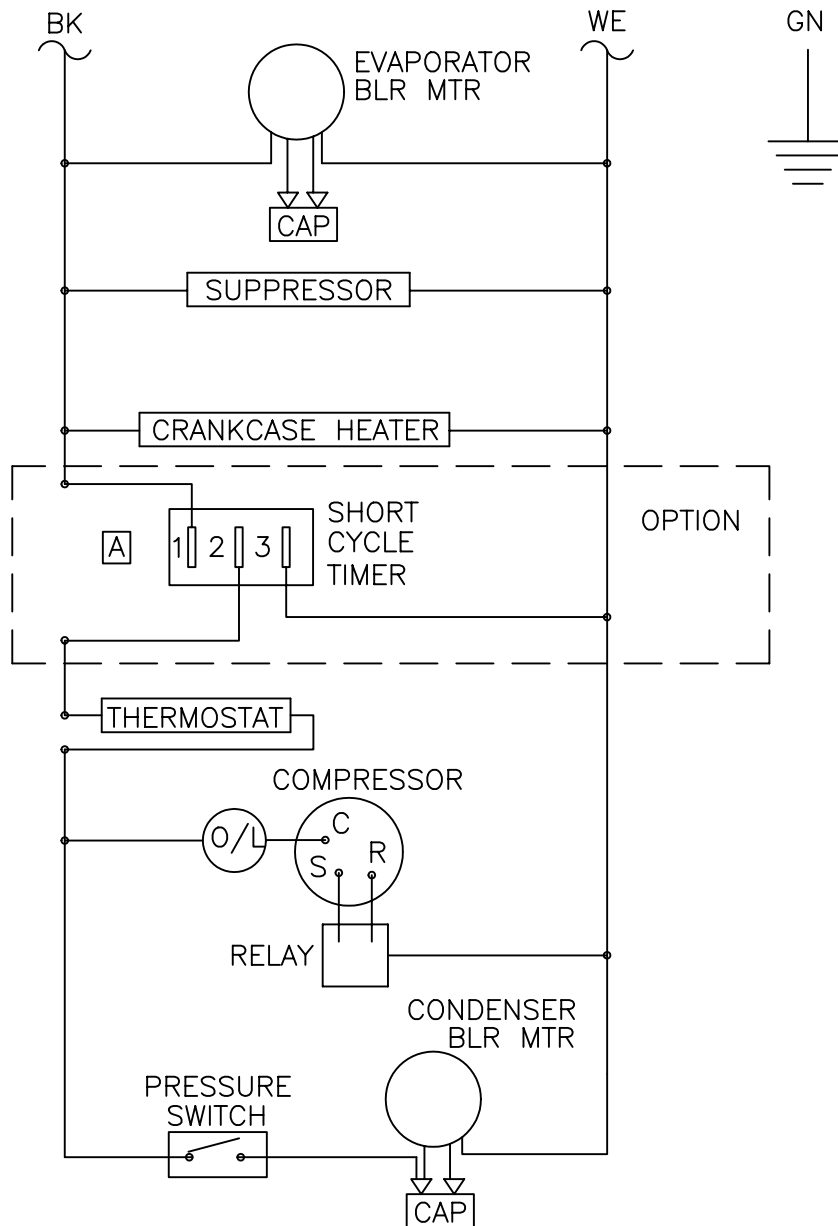 BK
WE
GN
EVAPORATOR
BLR MTR
CAP
SUPPRESSOR
CRANKCASE HEATER
A
1 2 3
SHORT
CYCLE
TIMER
OPTION
THERMOSTAT
COMPRESSOR
O/L
C
S
R
RELAY
CONDENSER
BLR MTR
PRESSURE
SWITCH
CAP